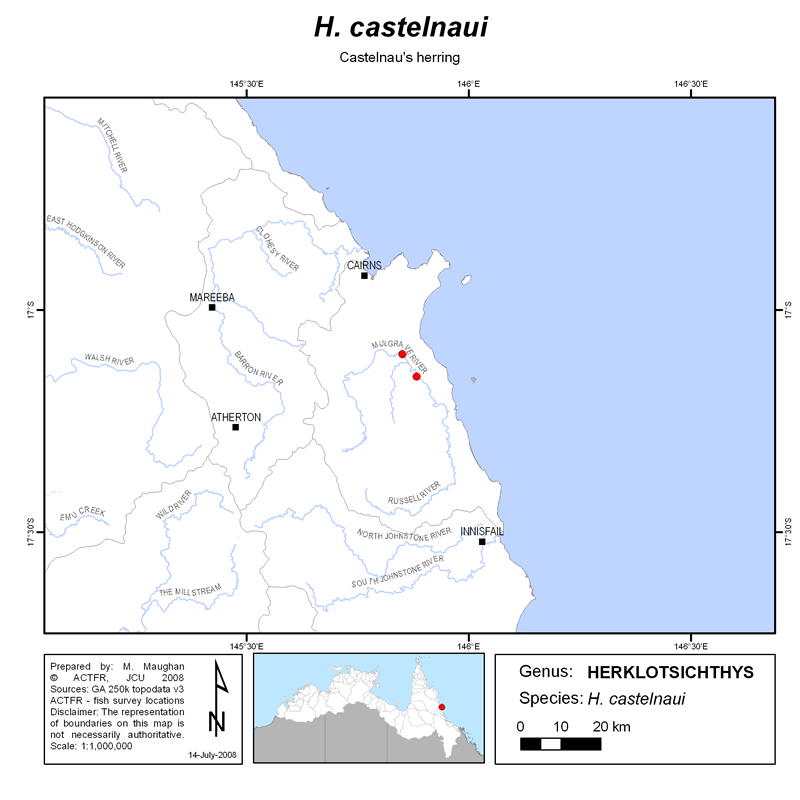 H. castelnaui
Castelnau's herring
145°30'E
146°E
146°30'E
MITCHELL RIVER
EAST HODGKINSON RIVER
CLOHESY RIVER
CAIRNS
MAREEBA
17°S
17°S
MULGRAVE RIVER
WALSH RIVER
BARRON RIVER
ATHERTON
RUSSELL RIVER
WILD RIVER
EMU CREEK
NORTH JOHNSTONE RIVER
INNISFAIL
17°30'S
17°30'S
SOUTH JOHNSTONE RIVER
THE MILLSTREAM
145°30'E
146°E
146°30'E
Prepared by: M. Maughan
© ACTFR, JCU 2008
Sources: GA 250k topodata v3
ACTFR - fish survey locations
Disclaimer: The representation
of boundaries on this map is
not necessarily authoritative.
Scale: 1:1,000,000
N
14-July-2008
Genus: HERKLOTSICHTHYS
Species: H. castelnaui
0 10 20 km